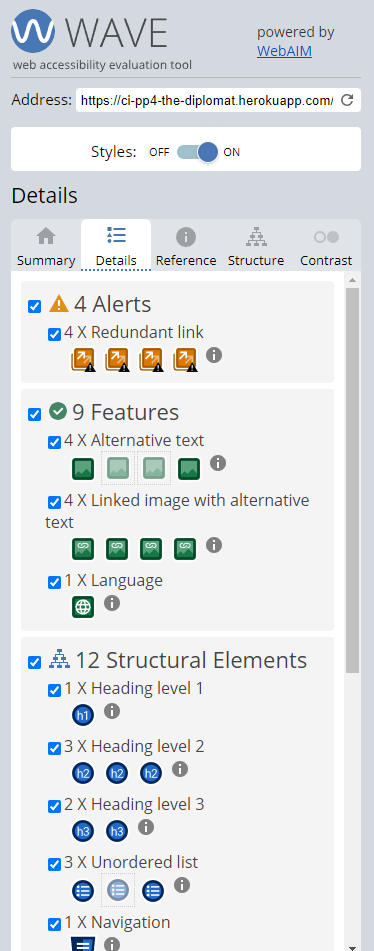 WAVE
web accessibility evaluation tool
powered by
WebAIM
Address: https://ci-pp4-the-diplomat.herokuapp.com/
Styles: OFF ON
Details
Summary Details Reference Structure Contrast
4 Alerts
4 X Redundant link
9 Features
4 X Alternative text
4 X Linked image with alternative
text
1 X Language
12 Structural Elements
1 X Heading level 1
h1
3 X Heading level 2
h2 h2 h2
2 X Heading level 3
h3 h3
3 X Unordered list
1 X Navigation